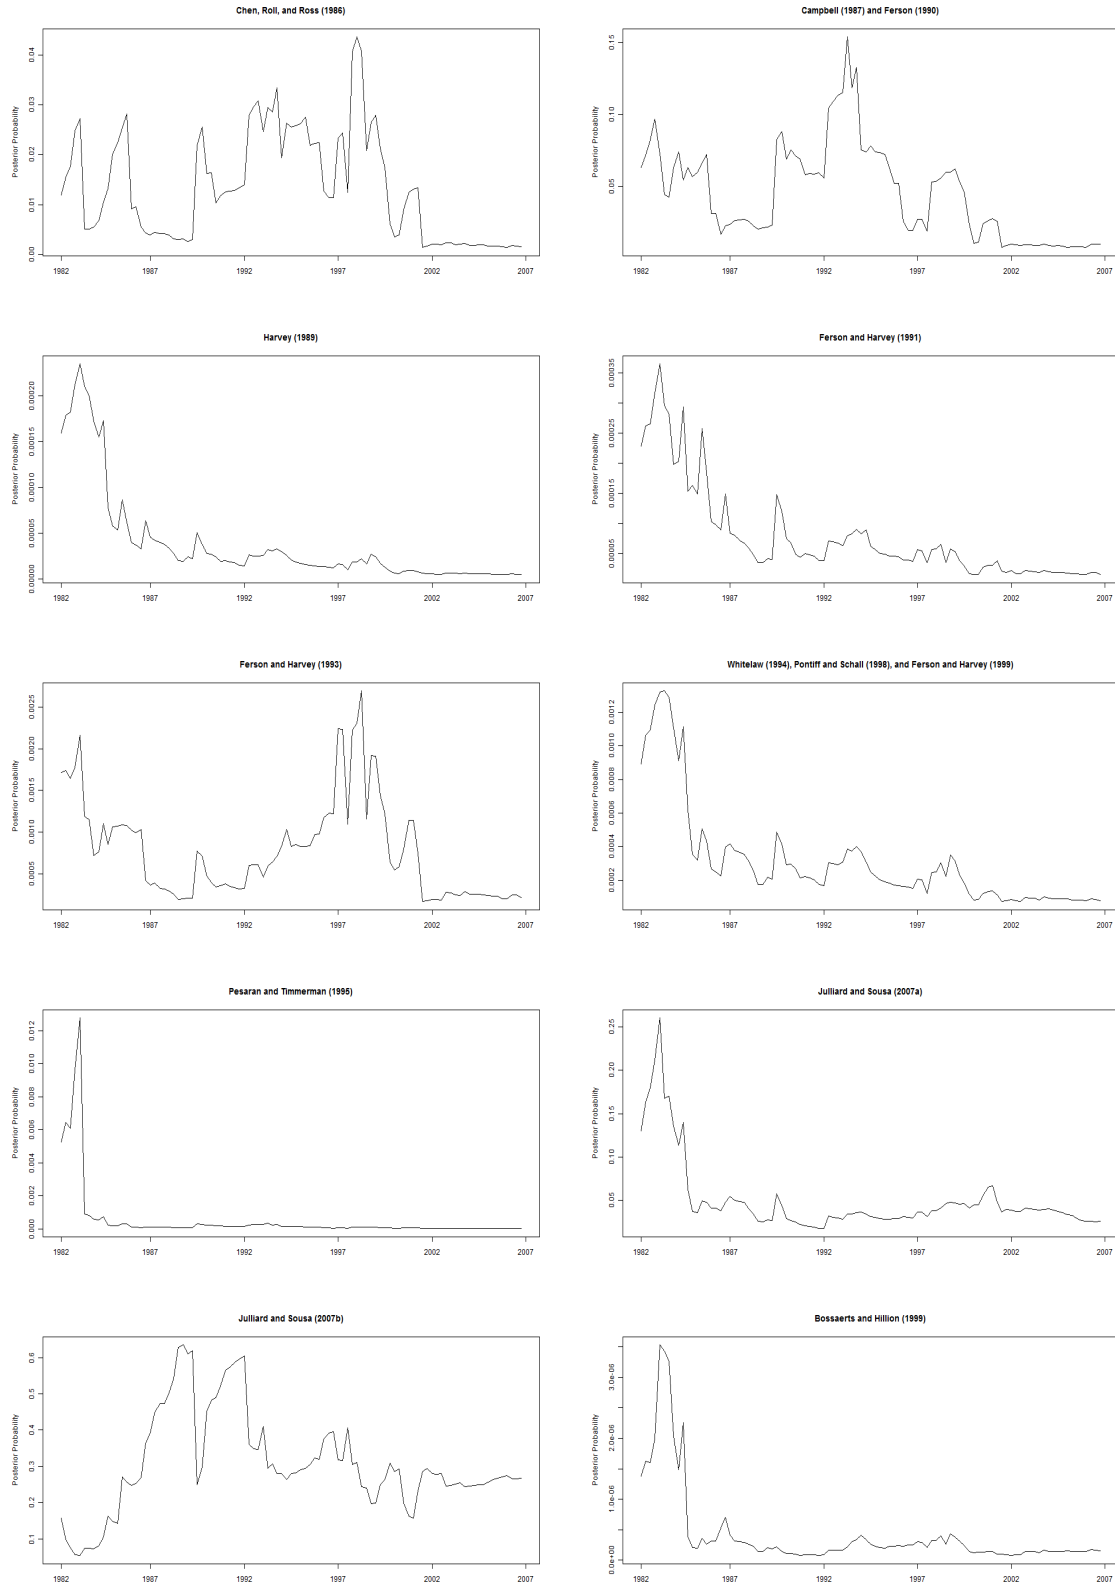 Chen, Roll, and Ross (1986)
Posterior Probability
0.00 0.01 0.02 0.03 0.04
1982 1987 1992 1997 2002 2007
Campbell (1987) and Ferson (1990)
Posterior Probability
0.05 0.10 0.15
1982 1987 1992 1997 2002 2007
Harvey (1989)
Posterior Probability
0.00000 0.00005 0.00010 0.00015 0.00020
1982 1987 1992 1997 2002 2007
Ferson and Harvey (1991)
Posterior Probability
0.00005 0.00015 0.00025 0.00035
1982 1987 1992 1997 2002 2007
Ferson and Harvey (1993)
Posterior Probability
0.0005 0.0010 0.0015 0.0020 0.0025
1982 1987 1992 1997 2002 2007
Whitelaw (1994), Pontiff and Schall (1998), and Ferson and Harvey (1999)
Posterior Probability
0.0002 0.0004 0.0006 0.0008 0.0010 0.0012
1982 1987 1992 1997 2002 2007
Pesaran and Timmerman (1995)
Posterior Probability
0.000 0.002 0.004 0.006 0.008 0.010 0.012
1982 1987 1992 1997 2002 2007
Julliard and Sousa (2007a)
Posterior Probability
0.05 0.10 0.15 0.20 0.25
1982 1987 1992 1997 2002 2007
Julliard and Sousa (2007b)
Posterior Probability
0.1 0.2 0.3 0.4 0.5 0.6
1982 1987 1992 1997 2002 2007
Bossaerts and Hillion (1999)
Posterior Probability
0.0e+00 1.0e-06 2.0e-06 3.0e-06
1982 1987 1992 1997 2002 2007